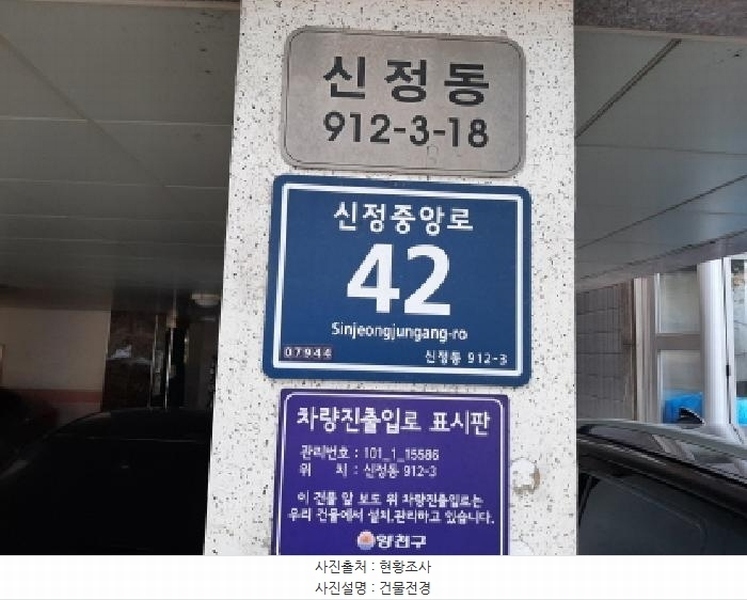 신정동
912-3-18
신정중앙로
42
Sinjeongjungang-ro
07944 신정동 912-3
차량진출입로 표시판
관리번호 : 101_1_15586
위 치 : 신정동 912-3
이 건물 앞 보도 위 차량진출입로는
우리 건물에서 설치,관리하고 있습니다.
양천구
사진출처 : 현황조사
사진설명 : 건물전경